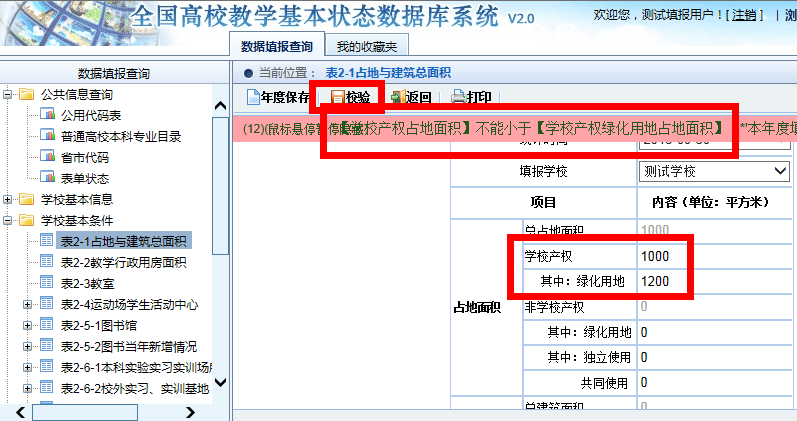 全国高校教学基本状态数据库系统 V2.0
欢迎您，测试填报用户！[ 注销 ] | 浏
数据填报查询 我的收藏夹
数据填报查询
当前位置： 表2-1占地与建筑总面积
年度保存 校验 返回 打印
(12)(鼠标悬停暂停
【学校产权占地面积】不能小于【学校产权绿化用地占地面积】 **本年度填
公共信息查询
公用代码表
普通高校本科专业目录
省市代码
表单状态
学校基本信息
学校基本条件
表2-1占地与建筑总面积
表2-2教学行政用房面积
表2-3教室
表2-4运动场学生活动中心
表2-5-1图书馆
表2-5-2图书当年新增情况
表2-6-1本科实验实习实训场所
表2-6-2校外实习、实训基地
统计时间
填报学校 测试学校
项目 内容（单位：平方米）
占地面积
总占地面积 1000
学校产权 1000
其中：绿化用地 1200
非学校产权 0
其中：绿化用地 0
其中：独立使用 0
共同使用 0
总建筑面积 0